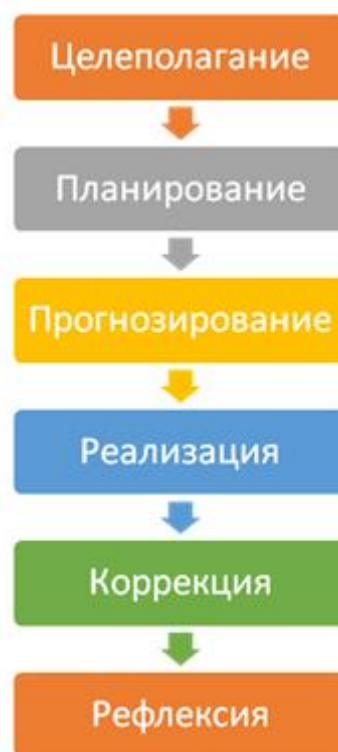 Целеполагание
Планирование
Прогнозирование
Реализация
Коррекция
Рефлексия